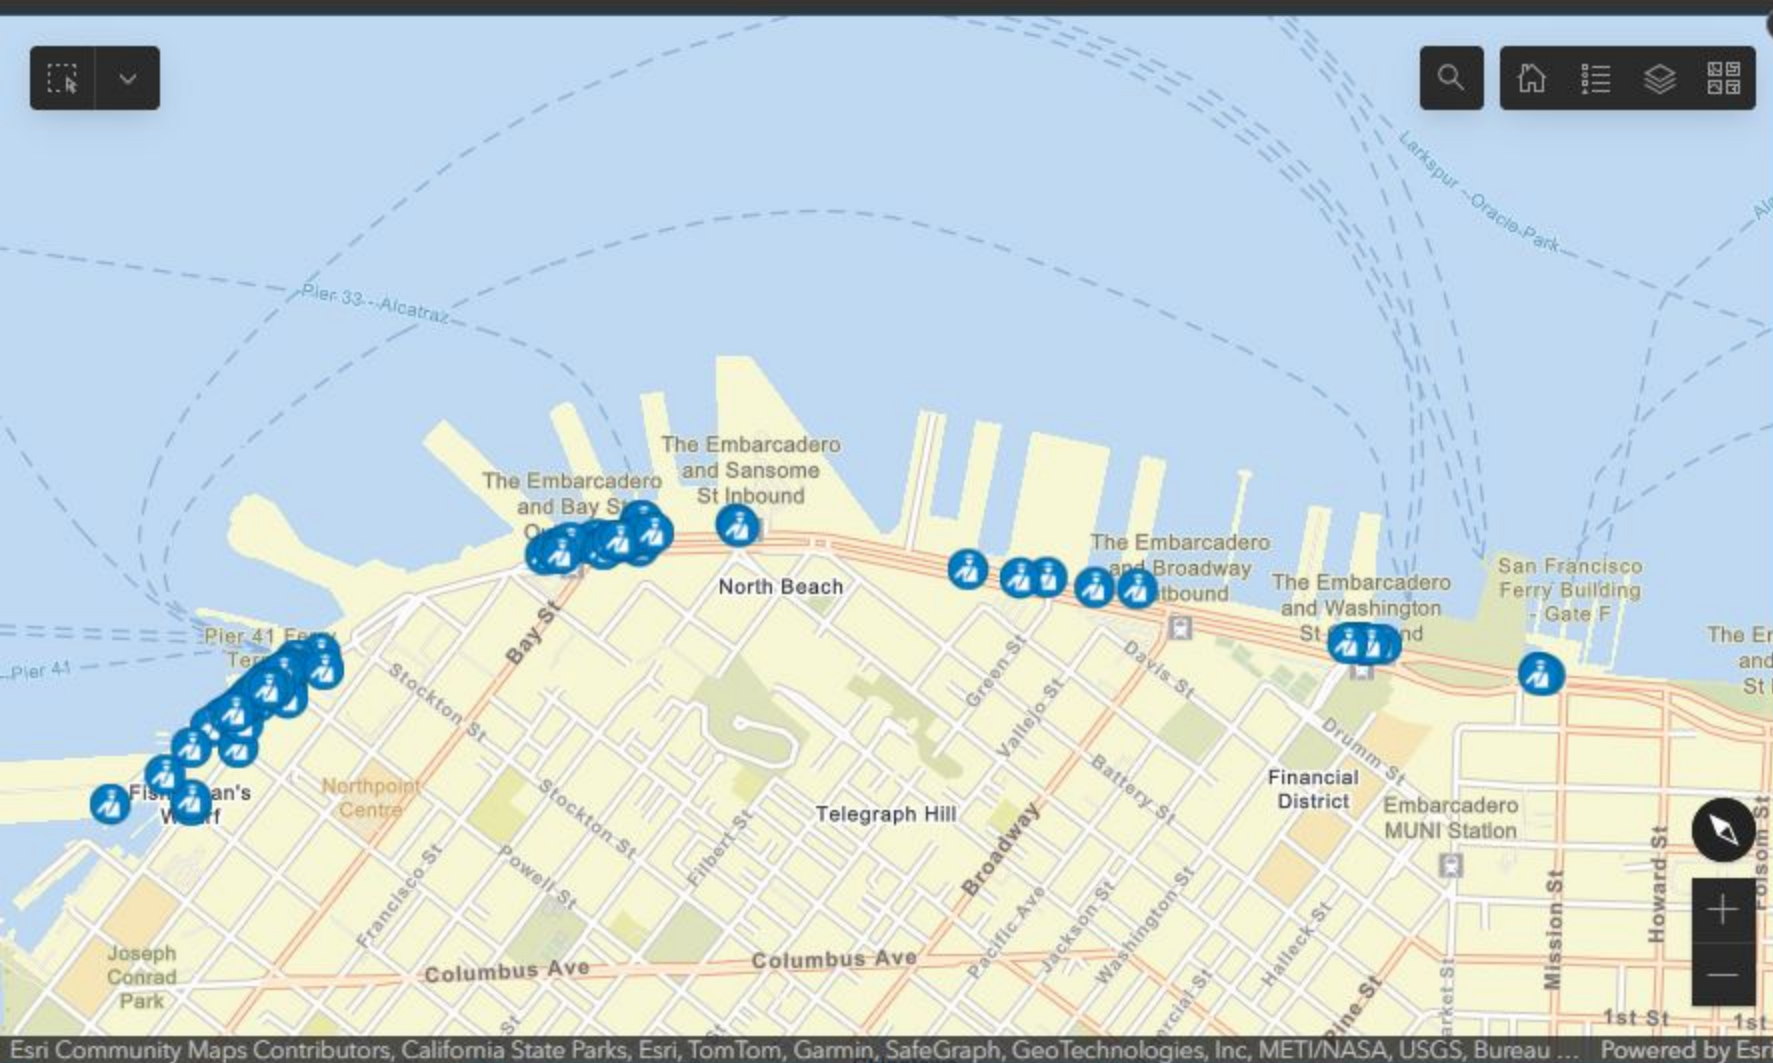 Larkspur--Oracle-Park
Pier 33--Alcatraz
The Embarcadero
and Sansome
St Inbound
The Embarcadero
and Bay St
The Embarcadero
and Broadway
San Francisco
Ferry Building
- Gate F
The Embarcadero
and Washington
North Beach
Pier 41
Pier 41
Bay St
Stockton St
Green St
Davis St
Vallejo St
Drumm St
Northpoint
Centre
Stockton St
Battery St
Financial
District
Telegraph Hill
Embarcadero
MUNI Station
Filbert St
Broadway
Powell St
Francisco St
Pacific Ave
Jackson St
Washington St
Halleck St
Mission St
Howard St
Folsom St
Joseph
Conrad
Park
Columbus Ave
Columbus Ave
Pine St
1st St
1st
Esri Community Maps Contributors, California State Parks, Esri, TomTom, Garmin, SafeGraph, GeoTechnologies, Inc, METI/NASA, USGS, Bureau ... Powered by Esri